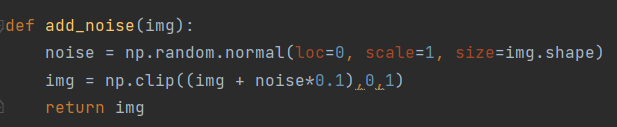 def add_noise(img):
    noise = np.random.normal(loc=0, scale=1, size=img.shape)
    img = np.clip((img + noise*0.1),0,1)
    return img